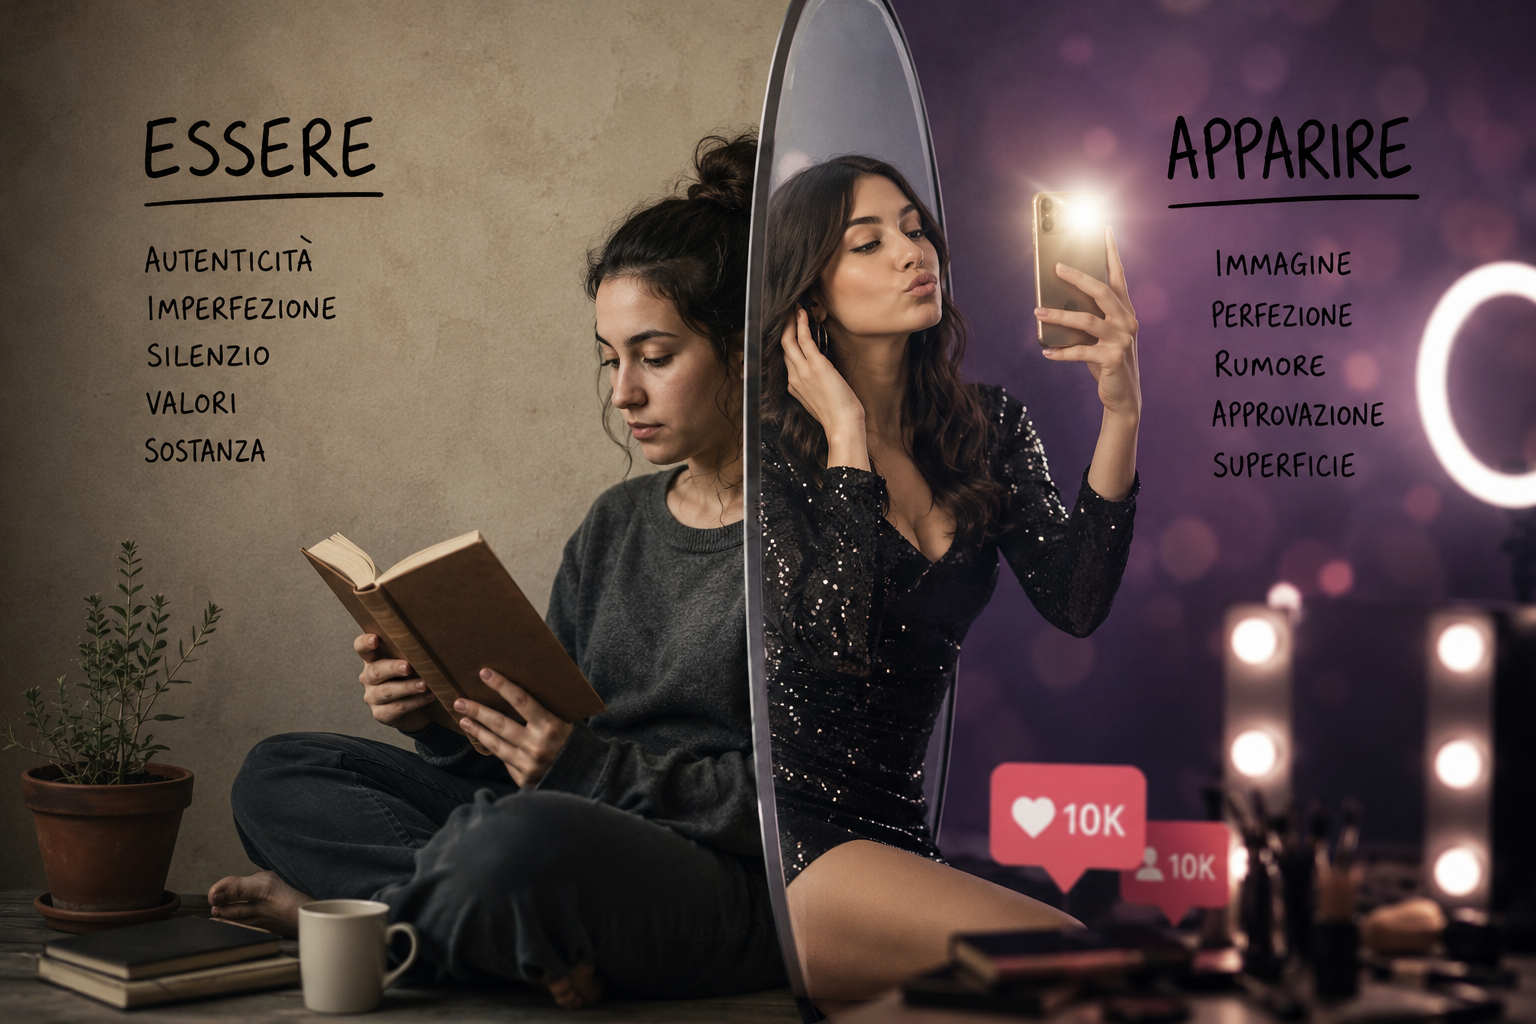 ESSERE
AUTENTICITÀ
IMPERFEZIONE
SILENZIO
VALORI
SOSTANZA
APPARIRE
IMMAGINE
PERFEZIONE
RUMORE
APPROVAZIONE
SUPERFICIE
10K
10K